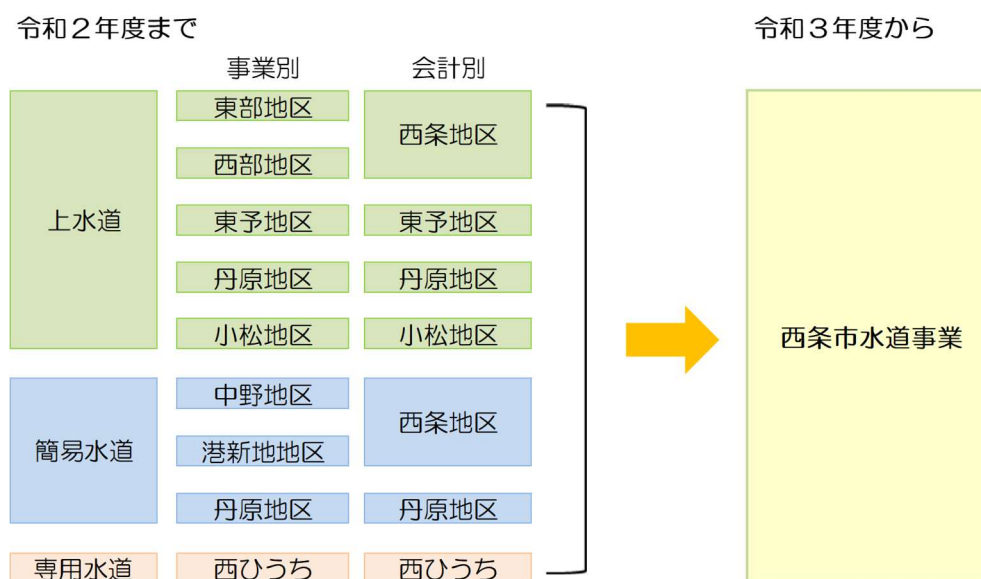 令和２年度まで
令和３年度から
事業別
会計別
上水道
東部地区
西部地区
東予地区
丹原地区
小松地区
西条地区
東予地区
丹原地区
小松地区
簡易水道
中野地区
港新地地区
丹原地区
西条地区
丹原地区
専用水道
西ひうち
西ひうち
西条市水道事業